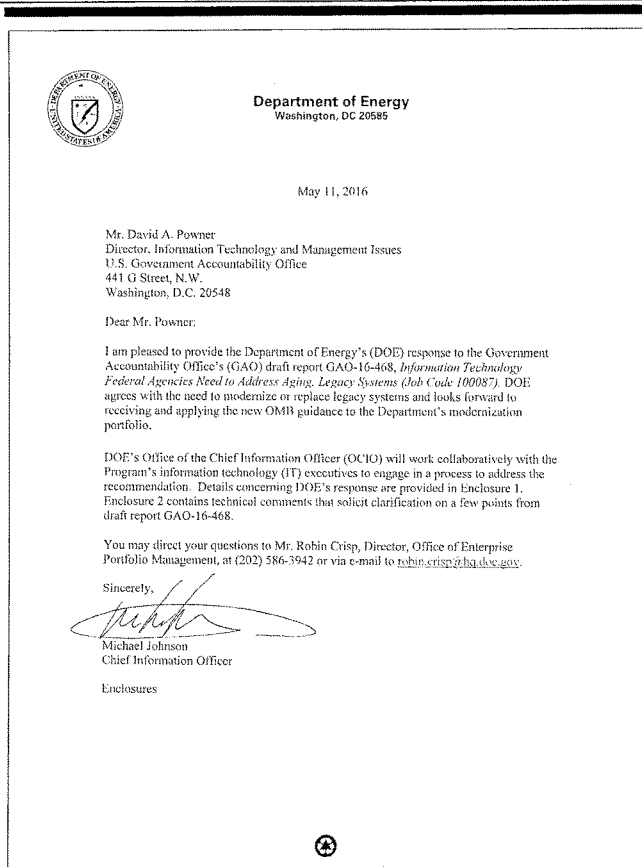 DEPARTMENT OF ENERGY
UNITED STATES OF AMERICA
Department of Energy
Washington, DC 20585
May 11, 2016
Mr. David A. Powner
Director, Information Technology and Management Issues
U.S. Government Accountability Office
441 G Street, N.W.
Washington, D.C. 20548
Dear Mr. Powner:
I am pleased to provide the Department of Energy's (DOE) response to the Government
Accountability Office's (GAO) draft report GAO-16-468, Information Technology
Federal Agencies Need to Address Aging, Legacy Systems (Job Code 100087). DOE
agrees with the need to modernize or replace legacy systems and looks forward to
receiving and applying the new OMB guidance to the Department's modernization
portfolio.
DOE's Office of the Chief Information Officer (OCIO) will work collaboratively with the
Program's information technology (IT) executives to engage in a process to address the
recommendation. Details concerning DOE's response are provided in Enclosure 1.
Enclosure 2 contains technical comments that solicit clarification on a few points from
draft report GAO-16-468.
You may direct your questions to Mr. Robin Crisp, Director, Office of Enterprise
Portfolio Management, at (202) 586-3942 or via e-mail to robin.crisp@hq.doe.gov.
Sincerely,
Michael Johnson
Chief Information Officer
Enclosures